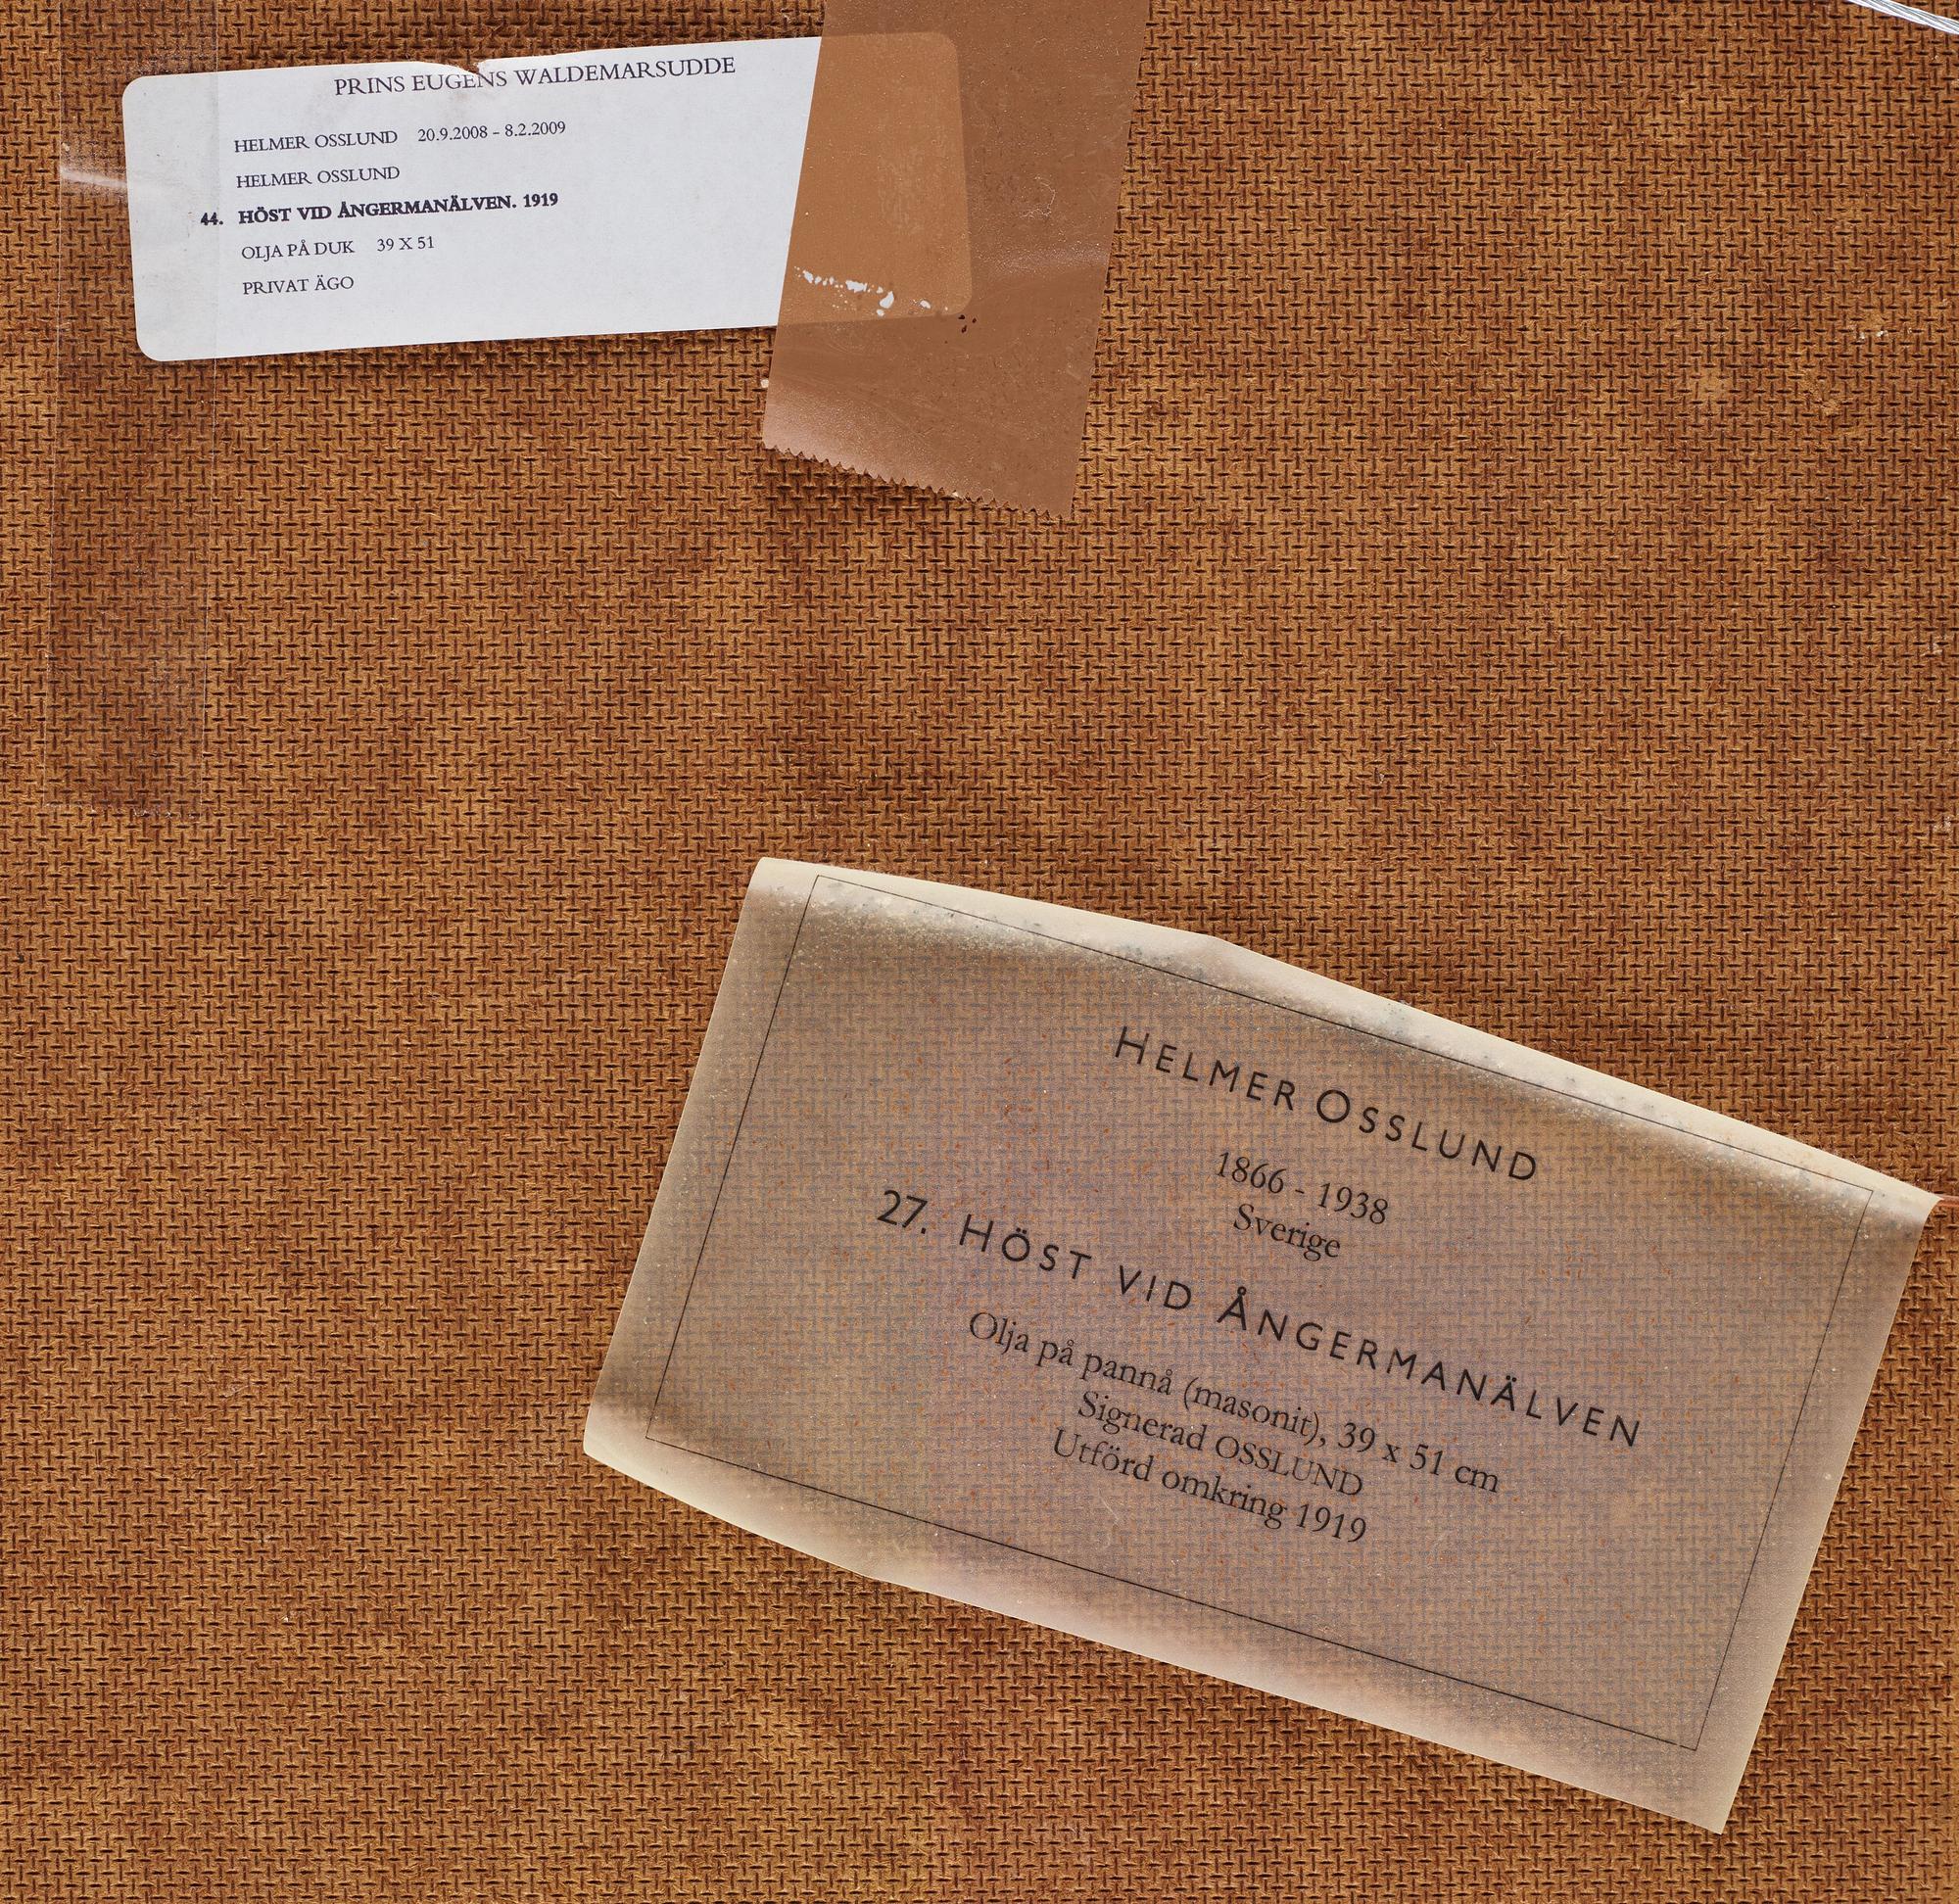 PRINS EUGENS WALDEMARSUDDE
HELMER OSSLUND 20.9.2008 - 8.2.2009
HELMER OSSLUND
44. HÖST VID ÅNGERMANÄLVEN. 1919
OLJA PÅ DUK 39 X 51
PRIVAT ÄGO
HELMER OSSLUND
1866 - 1938
Sverige
27. HÖST VID ÅNGERMANÄLVEN
Olja på pannå (masonit), 39 x 51 cm
Signerad OSSLUND
Utförd omkring 1919